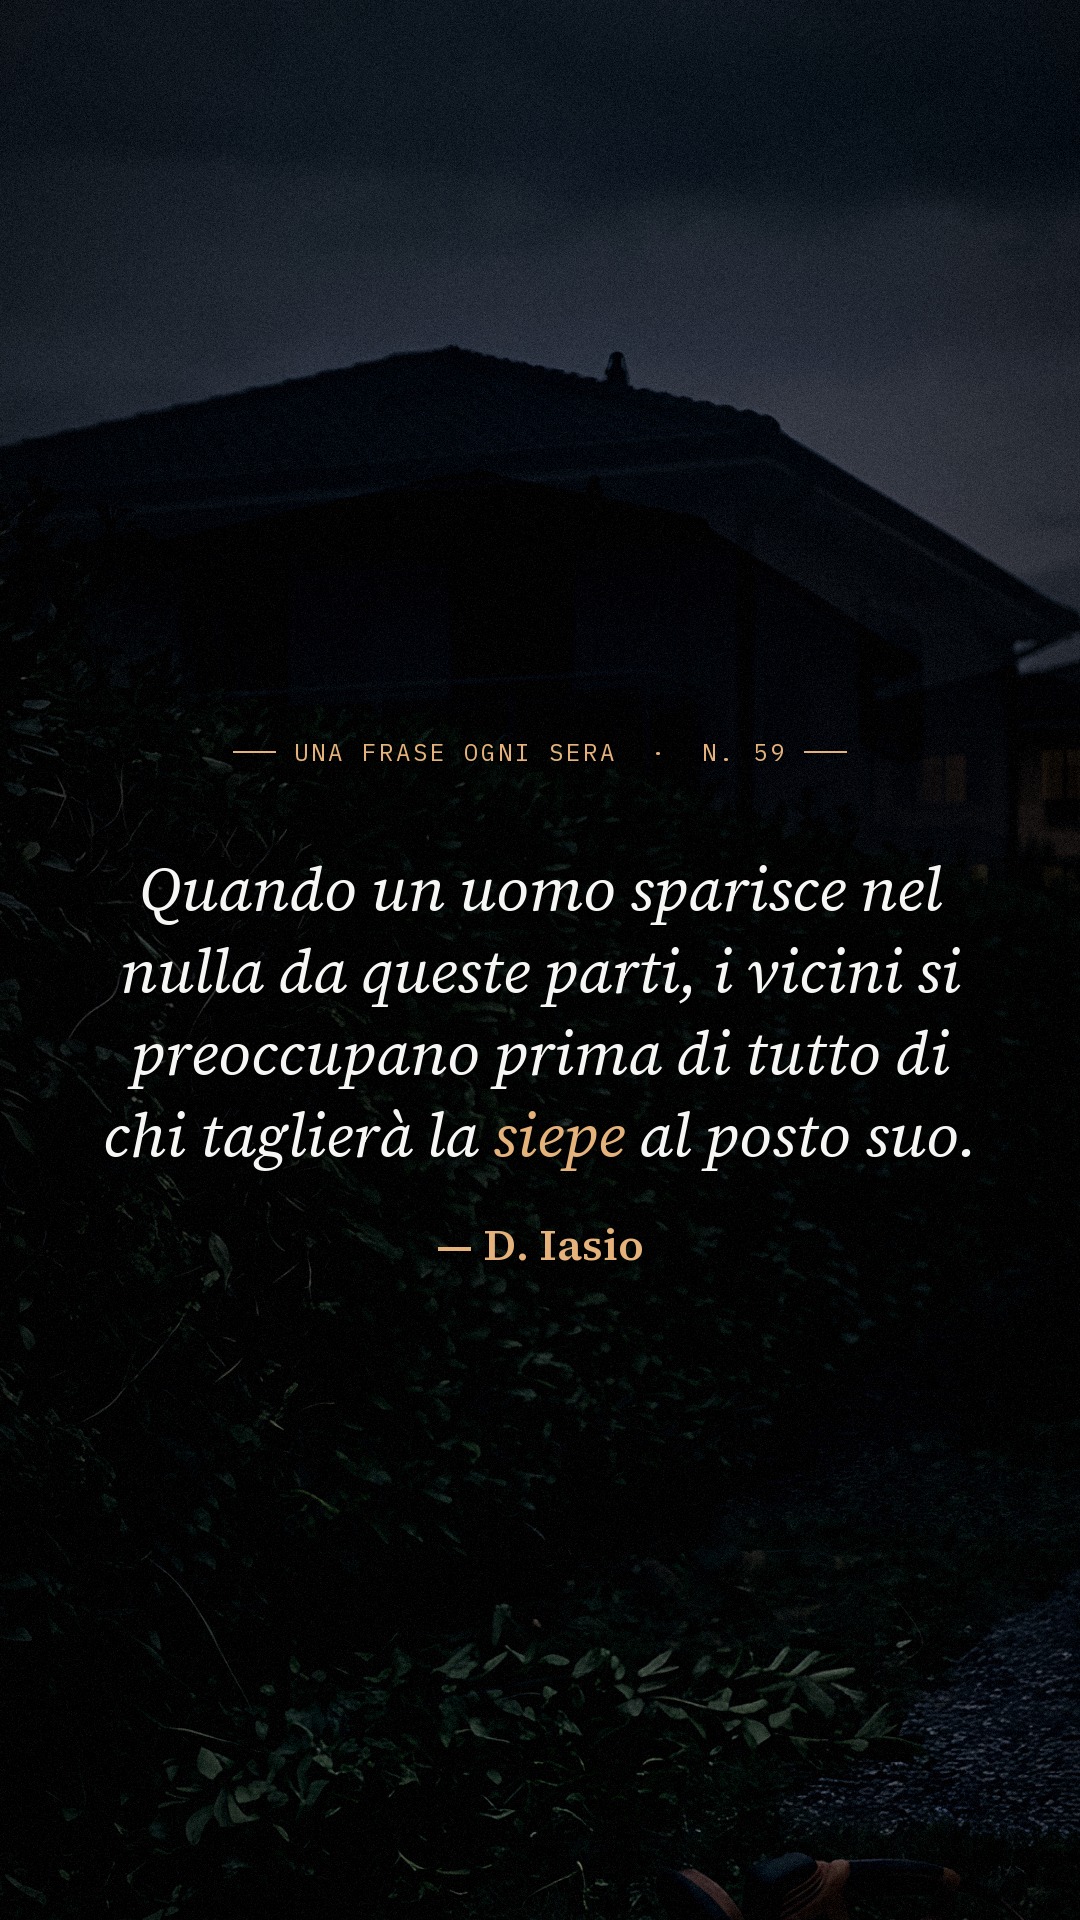 UNA FRASE OGNI SERA · N. 59
Quando un uomo sparisce nel
nulla da queste parti, i vicini si
preoccupano prima di tutto di
chi taglierà la siepe al posto suo.
— D. Iasio